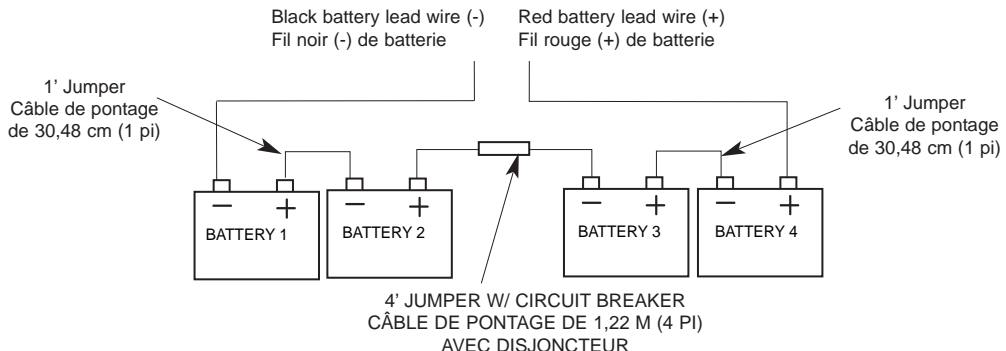 Black battery lead wire (-)
Fil noir (-) de batterie
Red battery lead wire (+)
Fil rouge (+) de batterie
1’ Jumper
Câble de pontage
de 30,48 cm (1 pi)
1’ Jumper
Câble de pontage
de 30,48 cm (1 pi)
– +
BATTERY 1
– +
BATTERY 2
– +
BATTERY 3
– +
BATTERY 4
4’ JUMPER W/ CIRCUIT BREAKER
CÂBLE DE PONTAGE DE 1,22 M (4 PI)
AVEC DISJONCTEUR